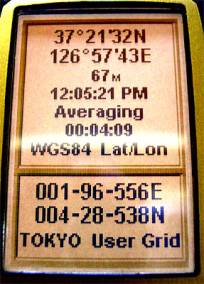 37°21'32N
126°57'43E
67M
12:05:21 PM
Averaging
00:04:09
WGS84 Lat/Lon
001-96-556E
004-28-538N
TOKYO User Grid